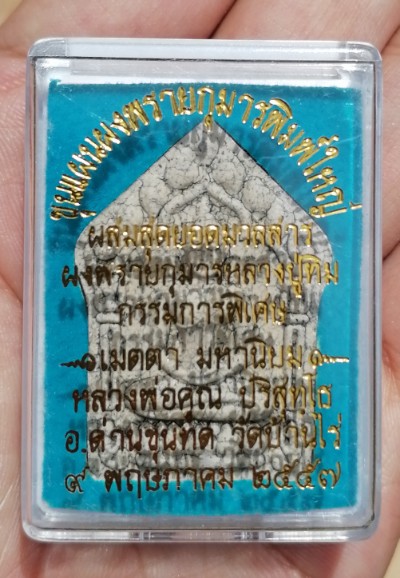 ขุนแผนผงพรายกุมารพิมพ์ใหญ่
ผสมสุดยอดมวลสาร
ผงพรายกุมารหลวงปู่ทิม
กรรมการพิเศษ
เมตตา มหานิยม
หลวงพ่อคูณ ปริสุทฺโธ
อ.ด่านขุนทด วัดบ้านไร่
๙ พฤษภาคม ๒๕๕๗